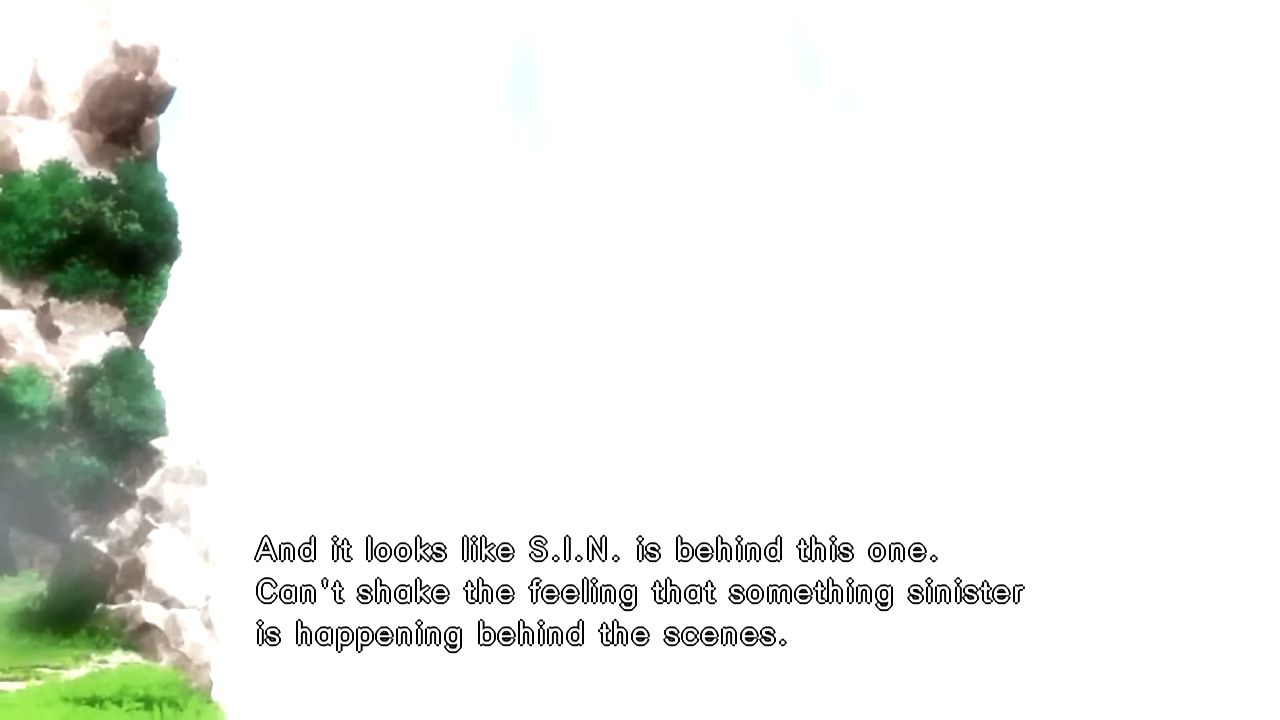 And it looks like S.I.N. is behind this one.
Can't shake the feeling that something sinister
is happening behind the scenes.